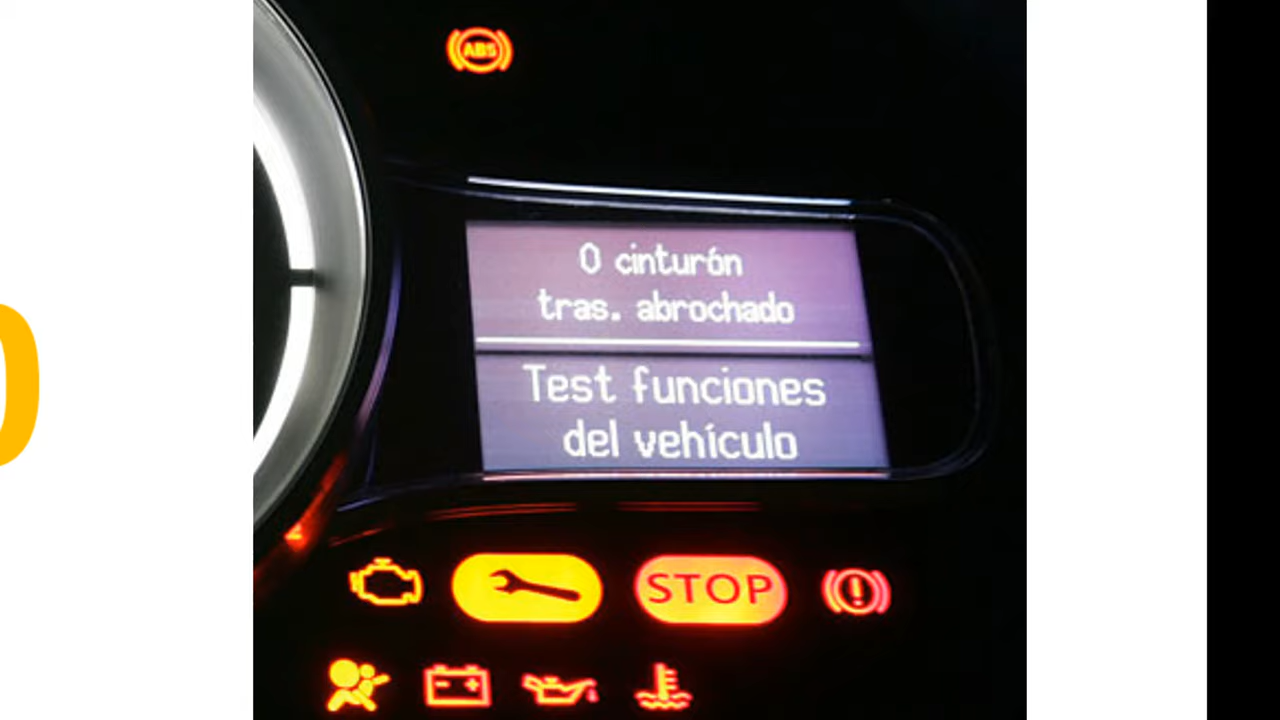 ABS
0 cinturón
tras. abrochado
Test funciones
del vehículo
STOP